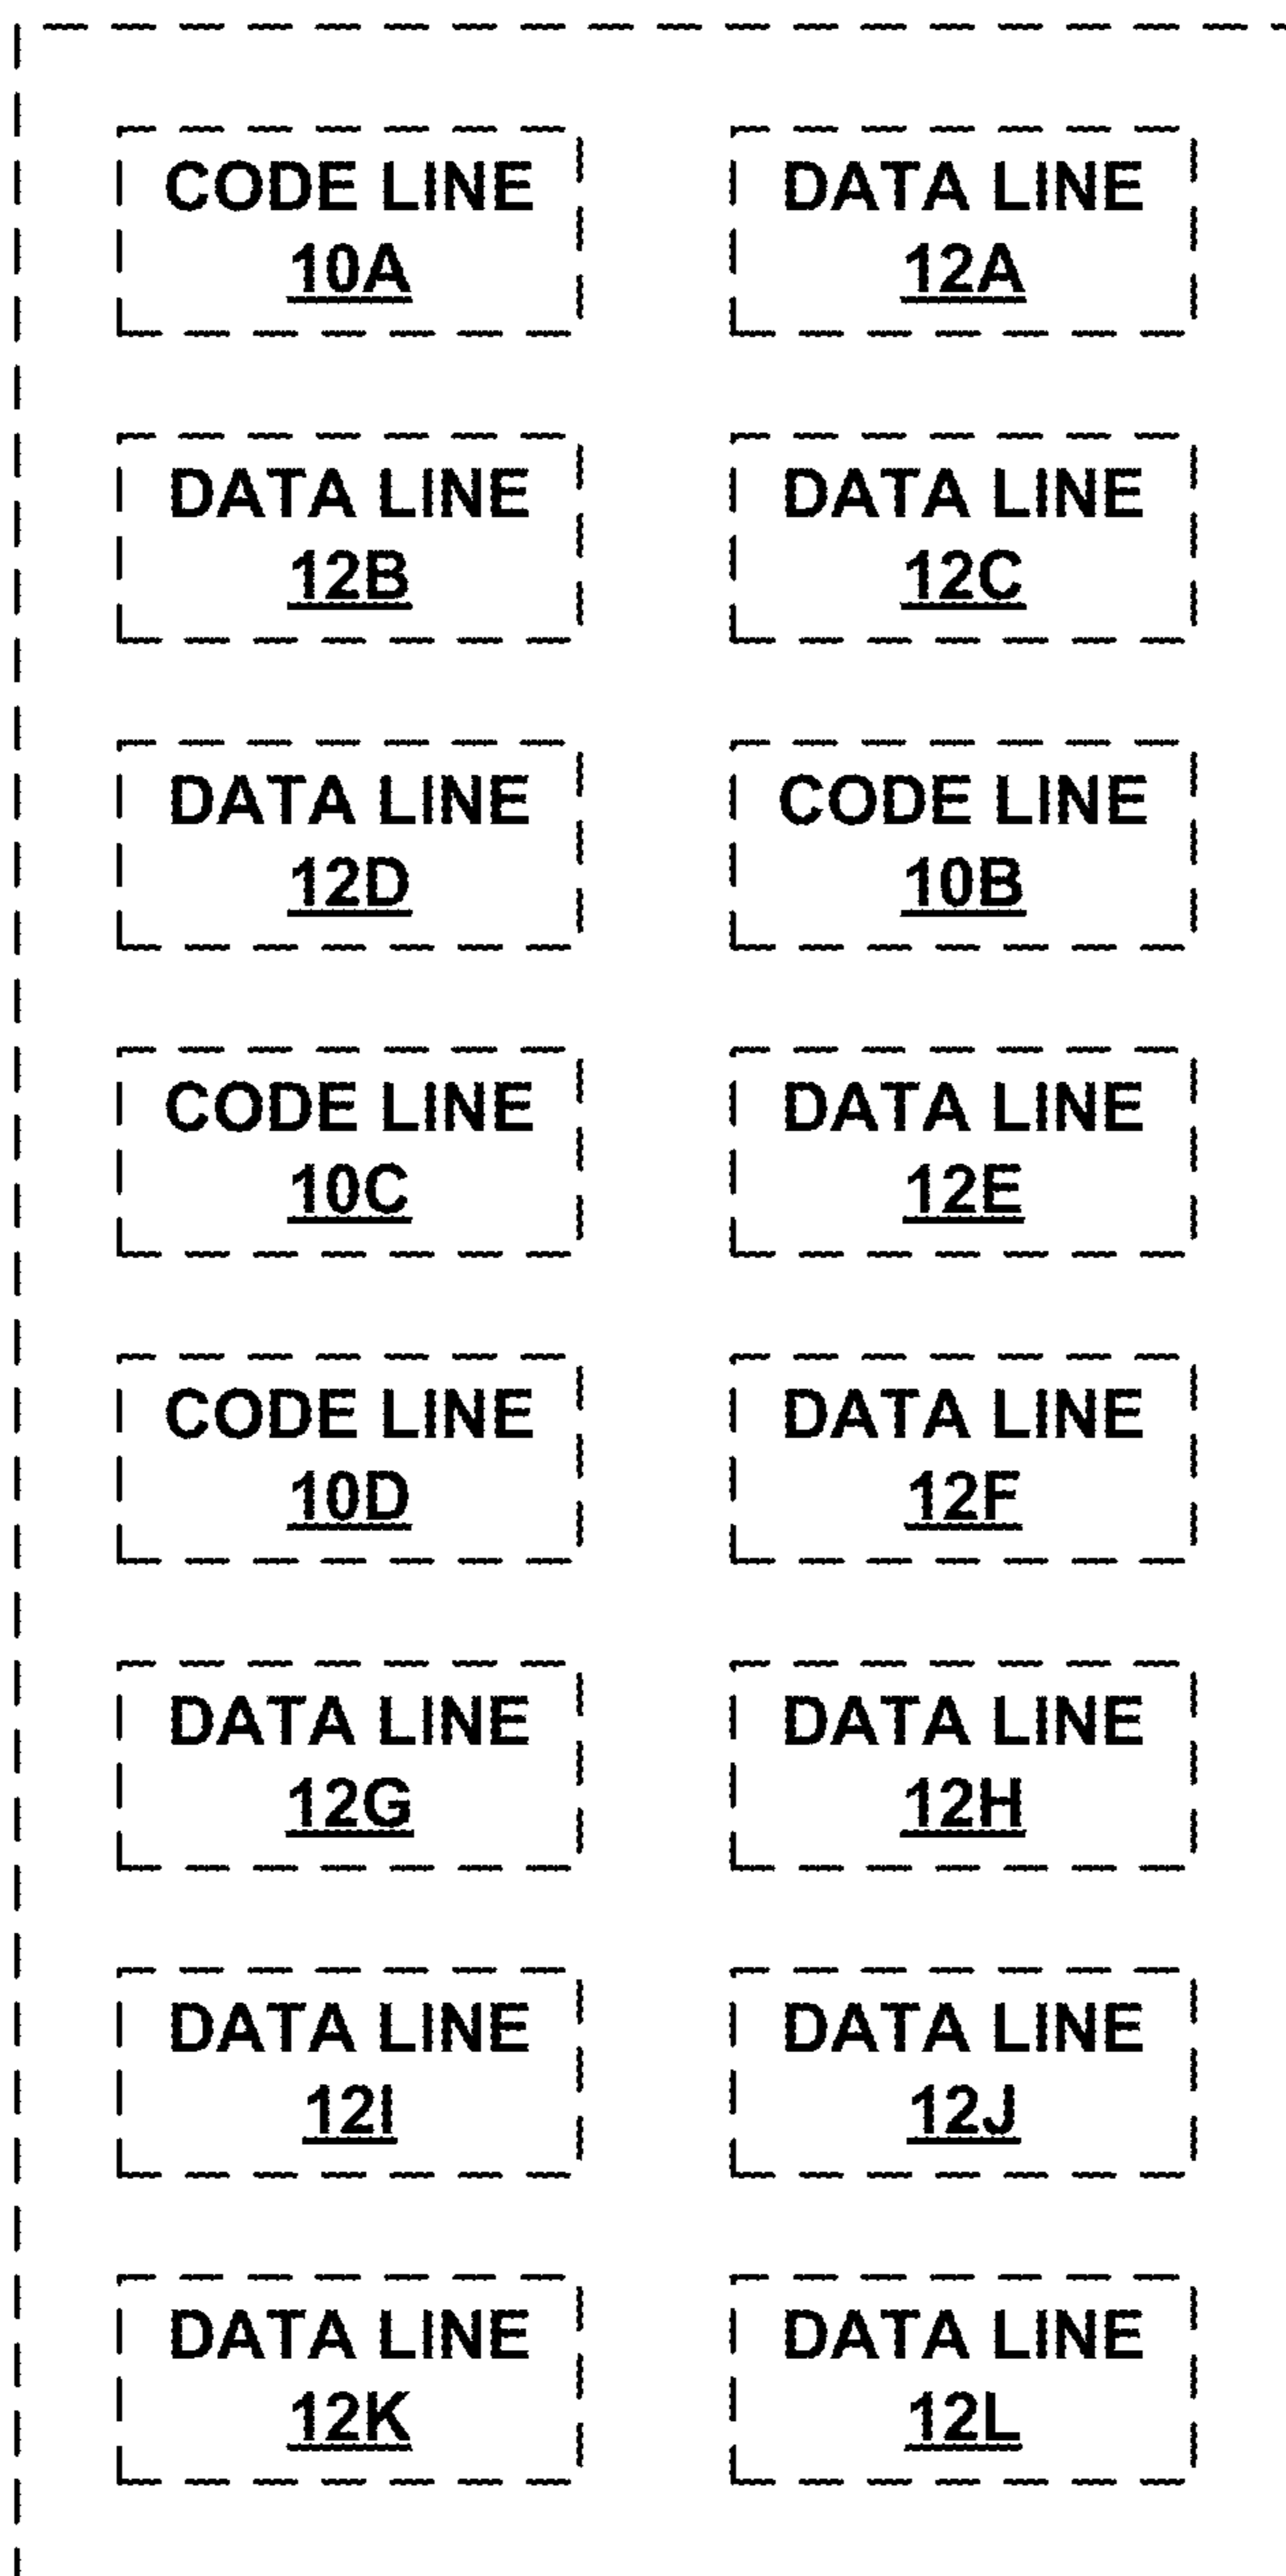 CODE LINE
10A
DATA LINE
12A
DATA LINE
12B
DATA LINE
12C
DATA LINE
12D
CODE LINE
10B
CODE LINE
10C
DATA LINE
12E
CODE LINE
10D
DATA LINE
12F
DATA LINE
12G
DATA LINE
12H
DATA LINE
12I
DATA LINE
12J
DATA LINE
12K
DATA LINE
12L